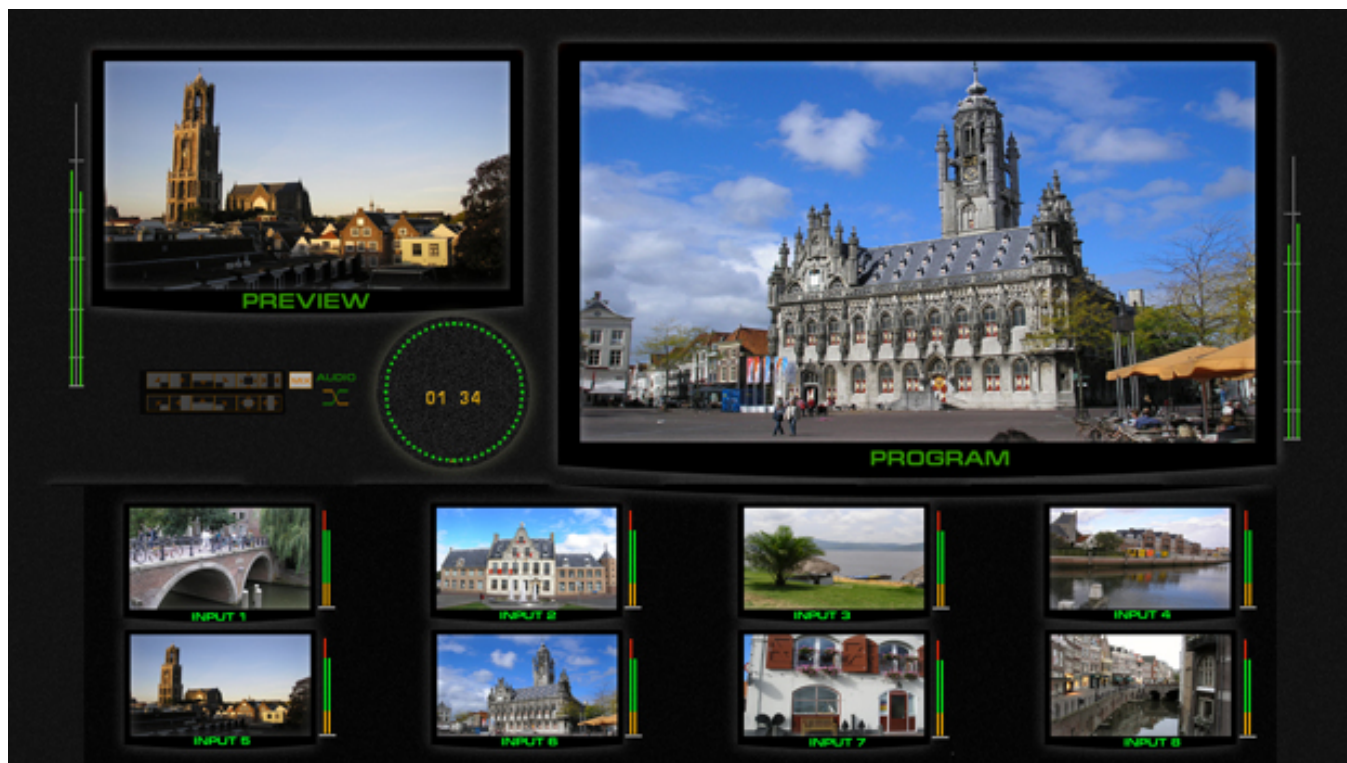 PREVIEW
AUDIO
01 34
PROGRAM
INPUT 1
INPUT 2
INPUT 3
INPUT 4
INPUT 5
INPUT 6
INPUT 7
INPUT 8